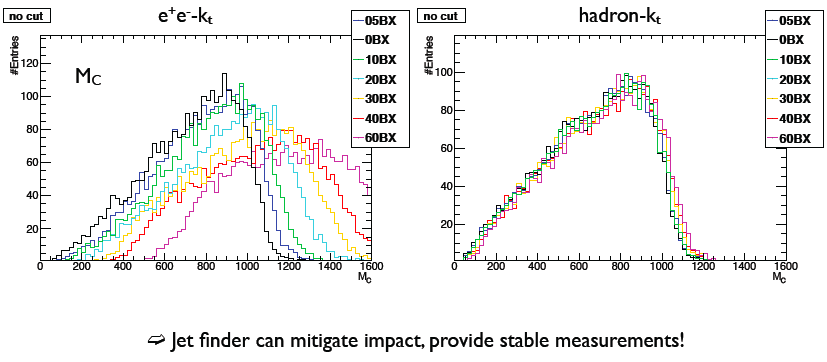 no cut
e+e--kt
05BX
0BX
10BX
20BX
30BX
40BX
60BX
#Entries
MC
120
100
80
60
40
20
0 200 400 600 800 1000 1200 1400 1600
MC
no cut
hadron-kt
05BX
0BX
10BX
20BX
30BX
40BX
60BX
#Entries
100
80
60
40
20
0 200 400 600 800 1000 1200 1400 1600
MC
➫ Jet finder can mitigate impact, provide stable measurements!